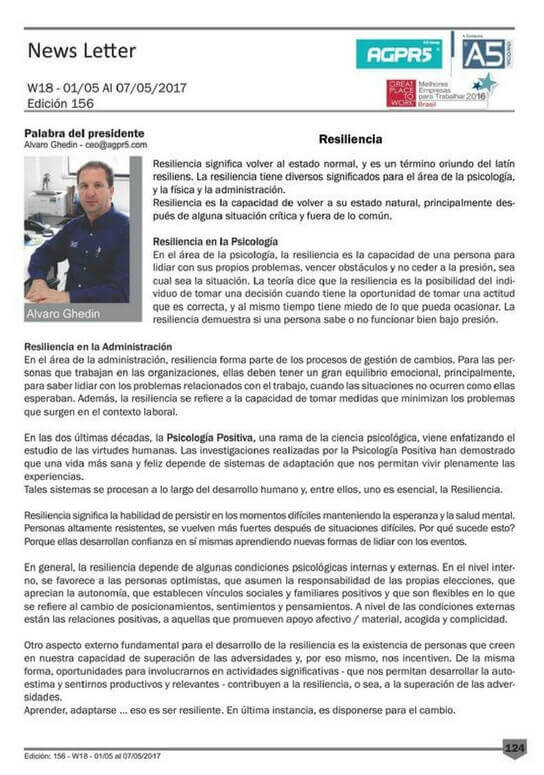 News Letter
AGPR5
A5
W18 - 01/05 Al 07/05/2017
Edición 156
GREAT
PLACE
TO
WORK
Melhores
Empresas
para Trabalhar 2016
Brasil
Palabra del presidente
Alvaro Ghedin - ceo@agpr5.com
Alvaro Ghedin
Resiliencia
Resiliencia significa volver al estado normal, y es un término oriundo del latín
resiliens. La resiliencia tiene diversos significados para el área de la psicología,
y la física y la administración.
Resiliencia es la capacidad de volver a su estado natural, principalmente des-
pués de alguna situación crítica y fuera de lo común.
Resiliencia en la Psicología
En el área de la psicología, la resiliencia es la capacidad de una persona para
lidiar con sus propios problemas, vencer obstáculos y no ceder a la presión, sea
cual sea la situación. La teoría dice que la resiliencia es la posibilidad del indi-
viduo de tomar una decisión cuando tiene la oportunidad de tomar una actitud
que es correcta, y al mismo tiempo tiene miedo de lo que pueda ocasionar. La
resiliencia demuestra si una persona sabe o no funcionar bien bajo presión.
Resiliencia en la Administración
En el área de la administración, resiliencia forma parte de los procesos de gestión de cambios. Para las per-
sonas que trabajan en las organizaciones, ellas deben tener un gran equilibrio emocional, principalmente,
para saber lidiar con los problemas relacionados con el trabajo, cuando las situaciones no ocurren como ellas
esperaban. Además, la resiliencia se refiere a la capacidad de tomar medidas que minimizan los problemas
que surgen en el contexto laboral.
En las dos últimas décadas, la Psicología Positiva, una rama de la ciencia psicológica, viene enfatizando el
estudio de las virtudes humanas. Las investigaciones realizadas por la Psicología Positiva han demostrado
que una vida más sana y feliz depende de sistemas de adaptación que nos permitan vivir plenamente las
experiencias.
Tales sistemas se procesan a lo largo del desarrollo humano y, entre ellos, uno es esencial, la Resiliencia.
Resiliencia significa la habilidad de persistir en los momentos difíciles manteniendo la esperanza y la salud mental.
Personas altamente resistentes, se vuelven más fuertes después de situaciones difíciles. Por qué sucede esto?
Porque ellas desarrollan confianza en sí mismas aprendiendo nuevas formas de lidiar con los eventos.
En general, la resiliencia depende de algunas condiciones psicológicas internas y externas. En el nivel inter-
no, se favorece a las personas optimistas, que asumen la responsabilidad de las propias elecciones, que
aprecian la autonomía, que establecen vínculos sociales y familiares positivos y que son flexibles en lo que
se refiere al cambio de posicionamientos, sentimientos y pensamientos. A nivel de las condiciones externas
están las relaciones positivas, a aquellas que promueven apoyo afectivo / material, acogida y complicidad.
Otro aspecto externo fundamental para el desarrollo de la resiliencia es la existencia de personas que creen
en nuestra capacidad de superación de las adversidades y, por eso mismo, nos incentiven. De la misma
forma, oportunidades para involucrarnos en actividades significativas - que nos permitan desarrollar la auto-
estima y sentirnos productivos y relevantes - contribuyen a la resiliencia, o sea, a la superación de las adver-
sidades.
Aprender, adaptarse ... eso es ser resiliente. En última instancia, es disponerse para el cambio.
124
Edición: 156 - W18 - 01/05 al 07/05/2017